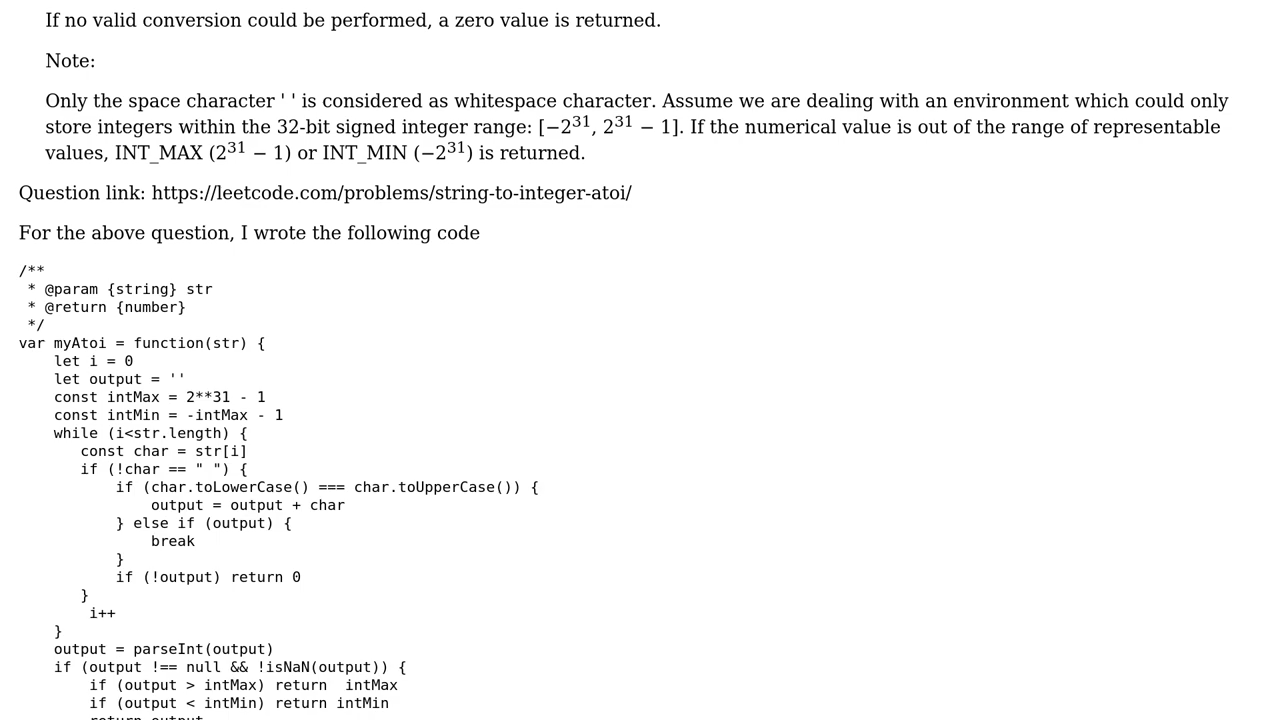 If no valid conversion could be performed, a zero value is returned.
Note:
Only the space character ' ' is considered as whitespace character. Assume we are dealing with an environment which could only
store integers within the 32-bit signed integer range: [−2^31, 2^31 − 1]. If the numerical value is out of the range of representable
values, INT_MAX (2^31 − 1) or INT_MIN (−2^31) is returned.
Question link: https://leetcode.com/problems/string-to-integer-atoi/
For the above question, I wrote the following code
/**
 * @param {string} str
 * @return {number}
 */
var myAtoi = function(str) {
    let i = 0
    let output = ''
    const intMax = 2**31 - 1
    const intMin = -intMax - 1
    while (i<str.length) {
       const char = str[i]
       if (!char == " ") {
           if (char.toLowerCase() === char.toUpperCase()) {
               output = output + char
           } else if (output) {
               break
           }
           if (!output) return 0
       }
        i++
    }
    output = parseInt(output)
    if (output !== null && !isNaN(output)) {
        if (output > intMax) return  intMax
        if (output < intMin) return intMin
        return output